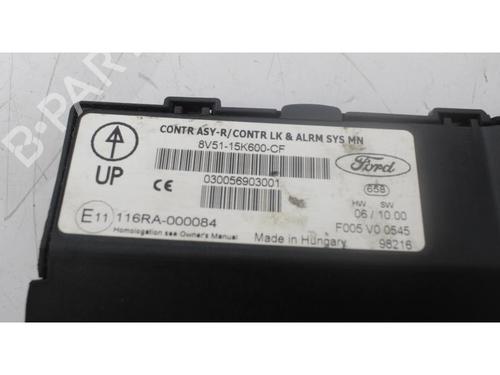 CONTR ASY-R/CONTR LK & ALRM SYS MN
8V51-15K600-CF
UP
CE
030056903001
Ford
658
HW SW
06 / 10.00
E11 116RA-000084
Homologation see Owner's Manual
Made in Hungary
F005 V0 0545
98216